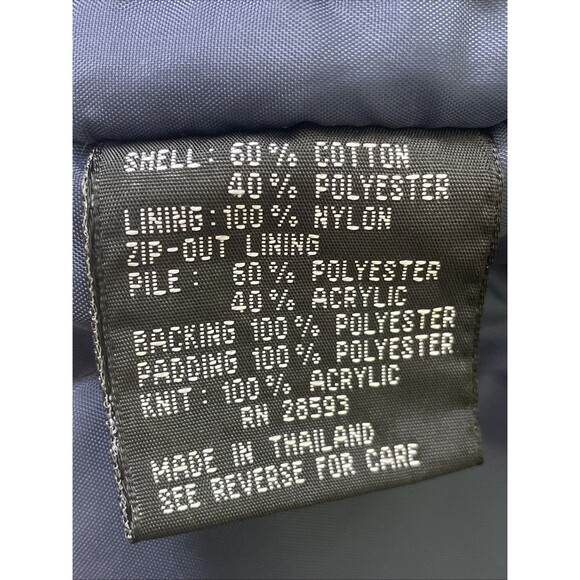 SHELL: 60% COTTON
40% POLYESTER
LINING: 100% NYLON
ZIP-OUT LINING
PILE: 60% POLYESTER
40% ACRYLIC
BACKING 100% POLYESTER
PADDING 100% POLYESTER
KNIT: 100% ACRYLIC
RN 26593
MADE IN THAILAND
SEE REVERSE FOR CARE